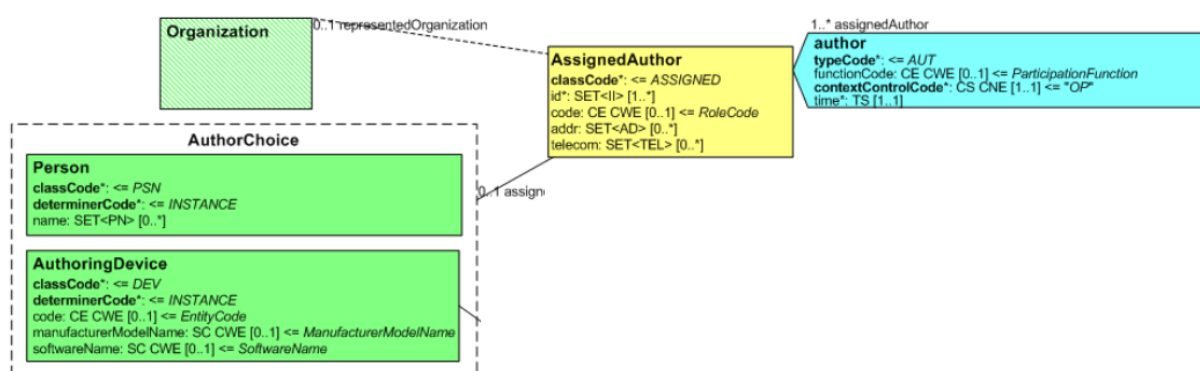 Organization
0..1 representedOrganization
1..* assignedAuthor
author
typeCode*: <= AUT
functionCode: CE CWE [0..1] <= ParticipationFunction
contextControlCode*: CS CNE [1..1] <= "OP"
time*: TS [1..1]
AssignedAuthor
classCode*: <= ASSIGNED
id*: SET<II> [1..*]
code: CE CWE [0..1] <= RoleCode
addr: SET<AD> [0..*]
telecom: SET<TEL> [0..*]
AuthorChoice
Person
classCode*: <= PSN
determinerCode*: <= INSTANCE
name: SET<PN> [0..*]
0..1 assign
AuthoringDevice
classCode*: <= DEV
determinerCode*: <= INSTANCE
code: CE CWE [0..1] <= EntityCode
manufacturerModelName: SC CWE [0..1] <= ManufacturerModelName
softwareName: SC CWE [0..1] <= SoftwareName